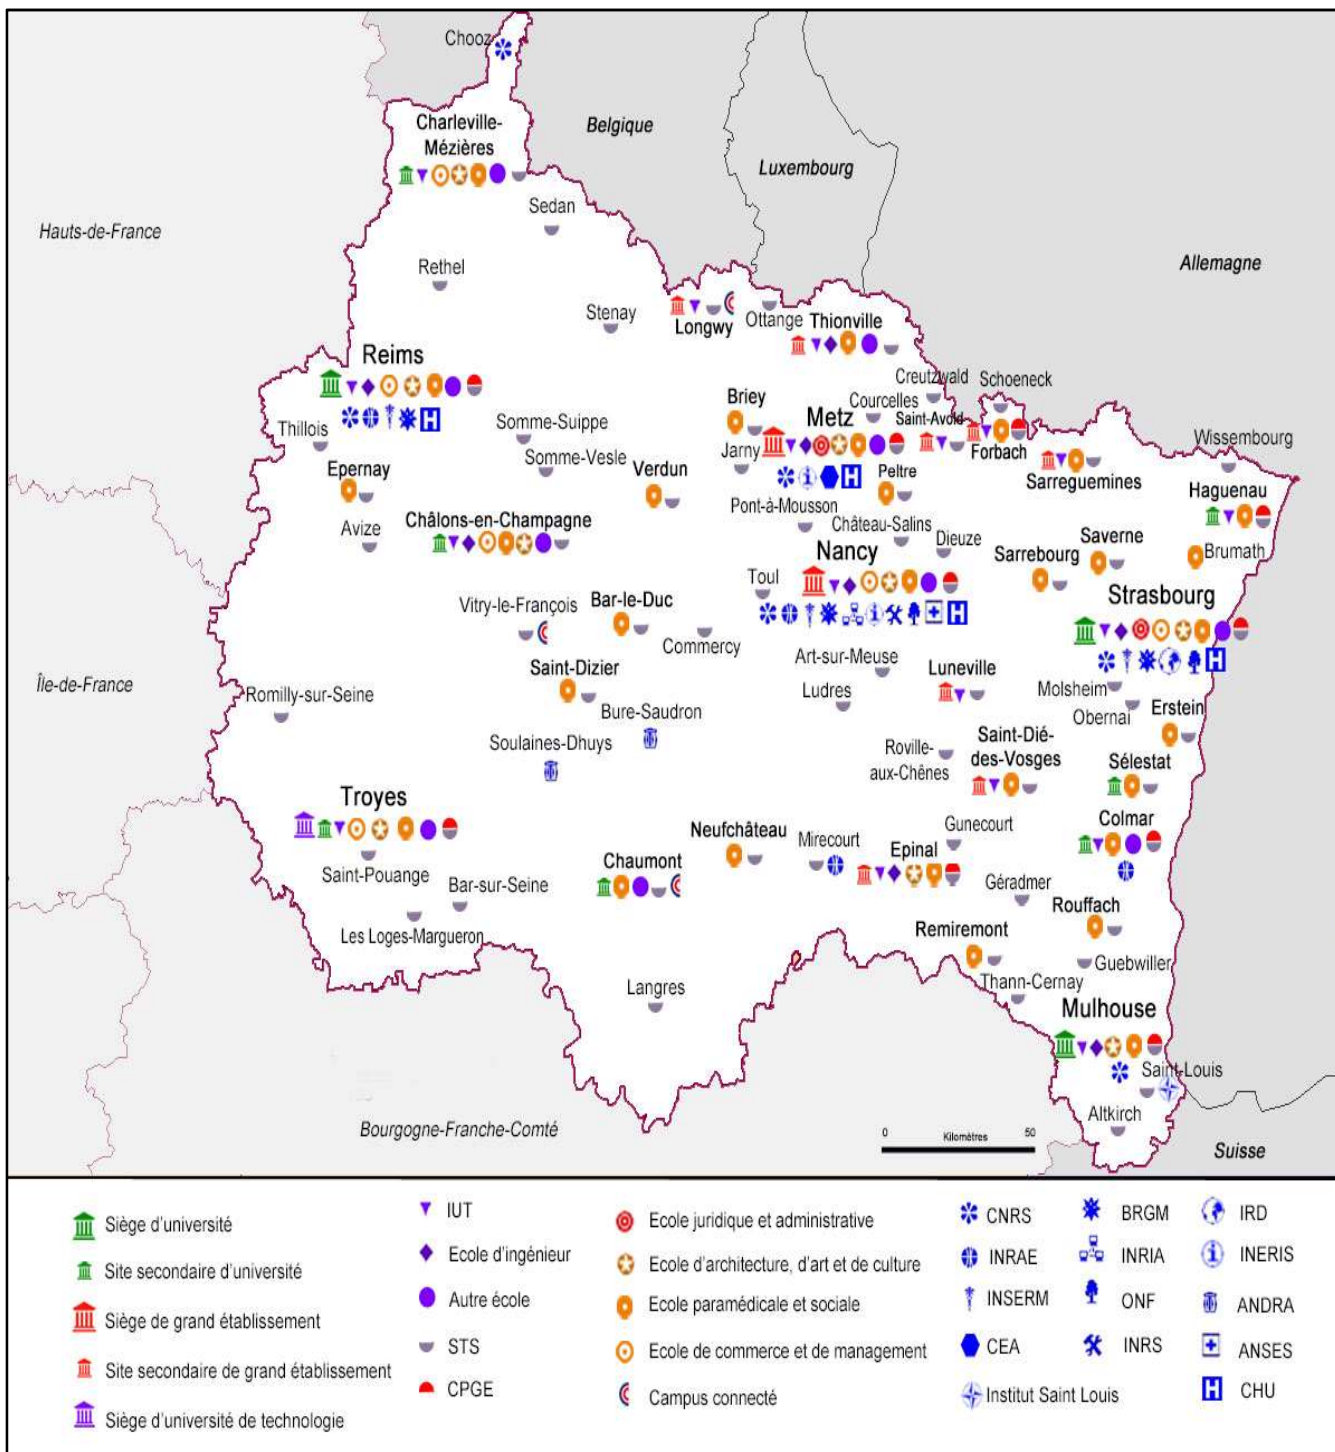 Chooz
Charleville-
Mézières
Belgique
Luxembourg
Hauts-de-France
Sedan
Allemagne
Rethel
Stenay
Longwy
Ottange
Thionville
Reims
Creutzwald
Schoeneck
Briey
Metz
Courcelles
Saint-Avold
Forbach
Thillois
Somme-Suippe
Wissembourg
Somme-Vesle
Jarny
Epernay
Verdun
Peltre
Sarreguemines
Haguenau
Pont-à-Mousson
Avize
Châlons-en-Champagne
Château-Salins
Dieuze
Saverne
Nancy
Sarrebourg
Brumath
Toul
Strasbourg
Vitry-le-François
Bar-le-Duc
Commercy
Art-sur-Meuse
Luneville
Île-de-France
Saint-Dizier
Ludres
Molsheim
Romilly-sur-Seine
Obernai
Erstein
Bure-Saudron
Soulaines-Dhuys
Roville-
aux-Chênes
Saint-Dié-
des-Vosges
Sélestat
Troyes
Colmar
Neufchâteau
Mirecourt
Gunecourt
Epinal
Chaumont
Saint-Pouange
Bar-sur-Seine
Géradmer
Rouffach
Les Loges-Margueron
Remiremont
Guebwiller
Langres
Thann-Cernay
Mulhouse
Saint-Louis
Altkirch
Bourgogne-Franche-Comté
0
Kilomètres
50
Suisse
Siège d'université
Site secondaire d'université
Siège de grand établissement
Site secondaire de grand établissement
Siège d'université de technologie
IUT
Ecole d'ingénieur
Autre école
STS
CPGE
Ecole juridique et administrative
Ecole d'architecture, d'art et de culture
Ecole paramédicale et sociale
Ecole de commerce et de management
Campus connecté
CNRS
INRAE
INSERM
CEA
Institut Saint Louis
BRGM
INRIA
ONF
INRS
IRD
INERIS
ANDRA
ANSES
CHU